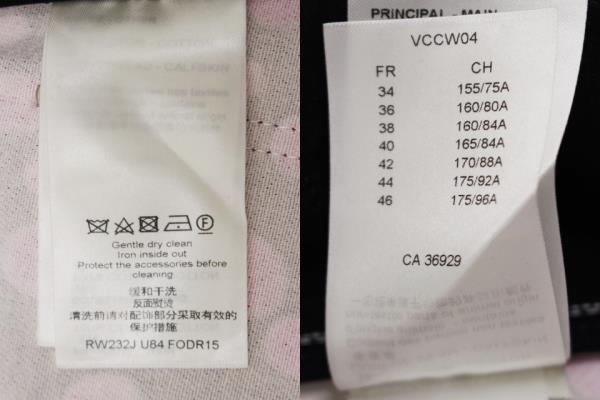 COTTON
CALFSKIN
Gentle dry clean
Iron inside out
Protect the accessories before
cleaning
缓和干洗
反面熨烫
清洗前请对配饰部分采取有效的
保护措施
RW232J U84 FODR15
PRINCIPAL - MAIN
VCCW04
FR CH
34 155/75A
36 160/80A
38 160/84A
40 165/84A
42 170/88A
44 175/92A
46 175/96A
CA 36929